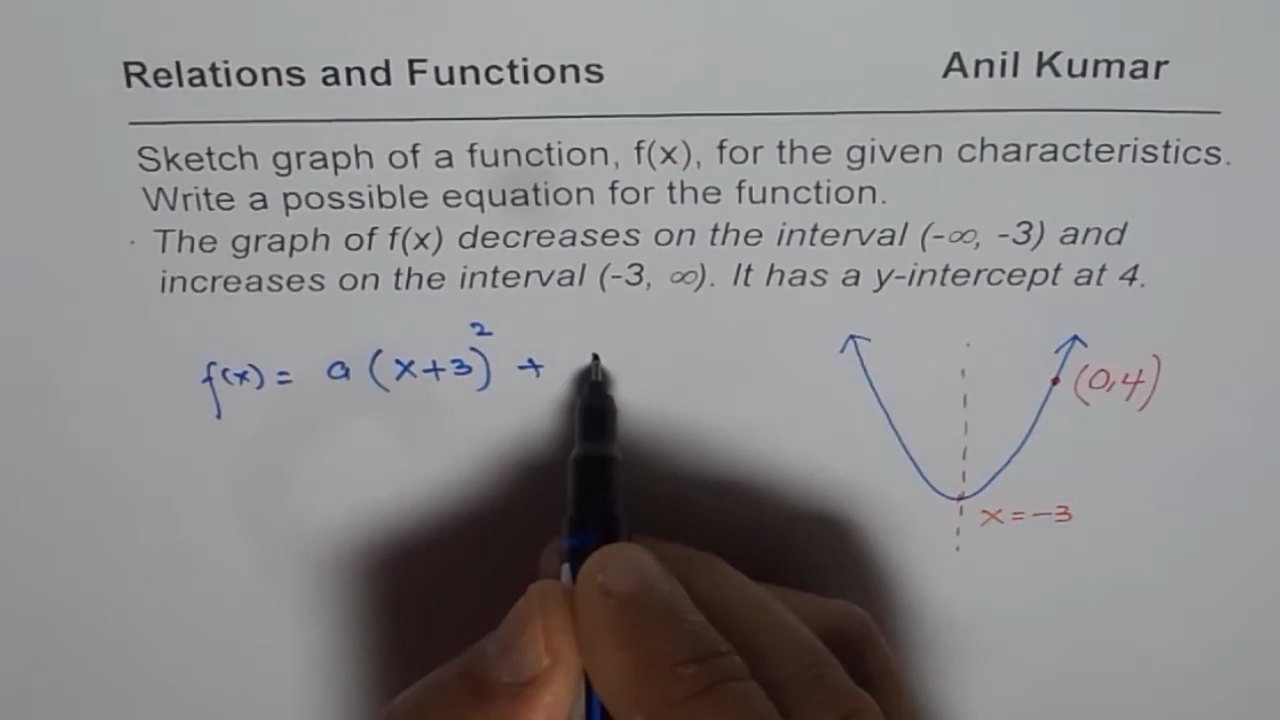 Relations and Functions
Anil Kumar
Sketch graph of a function, f(x), for the given characteristics.
Write a possible equation for the function.
· The graph of f(x) decreases on the interval (-∞, -3) and
increases on the interval (-3, ∞). It has a y-intercept at 4.
f(x) = a (x+3)² +
(0,4)
x = -3